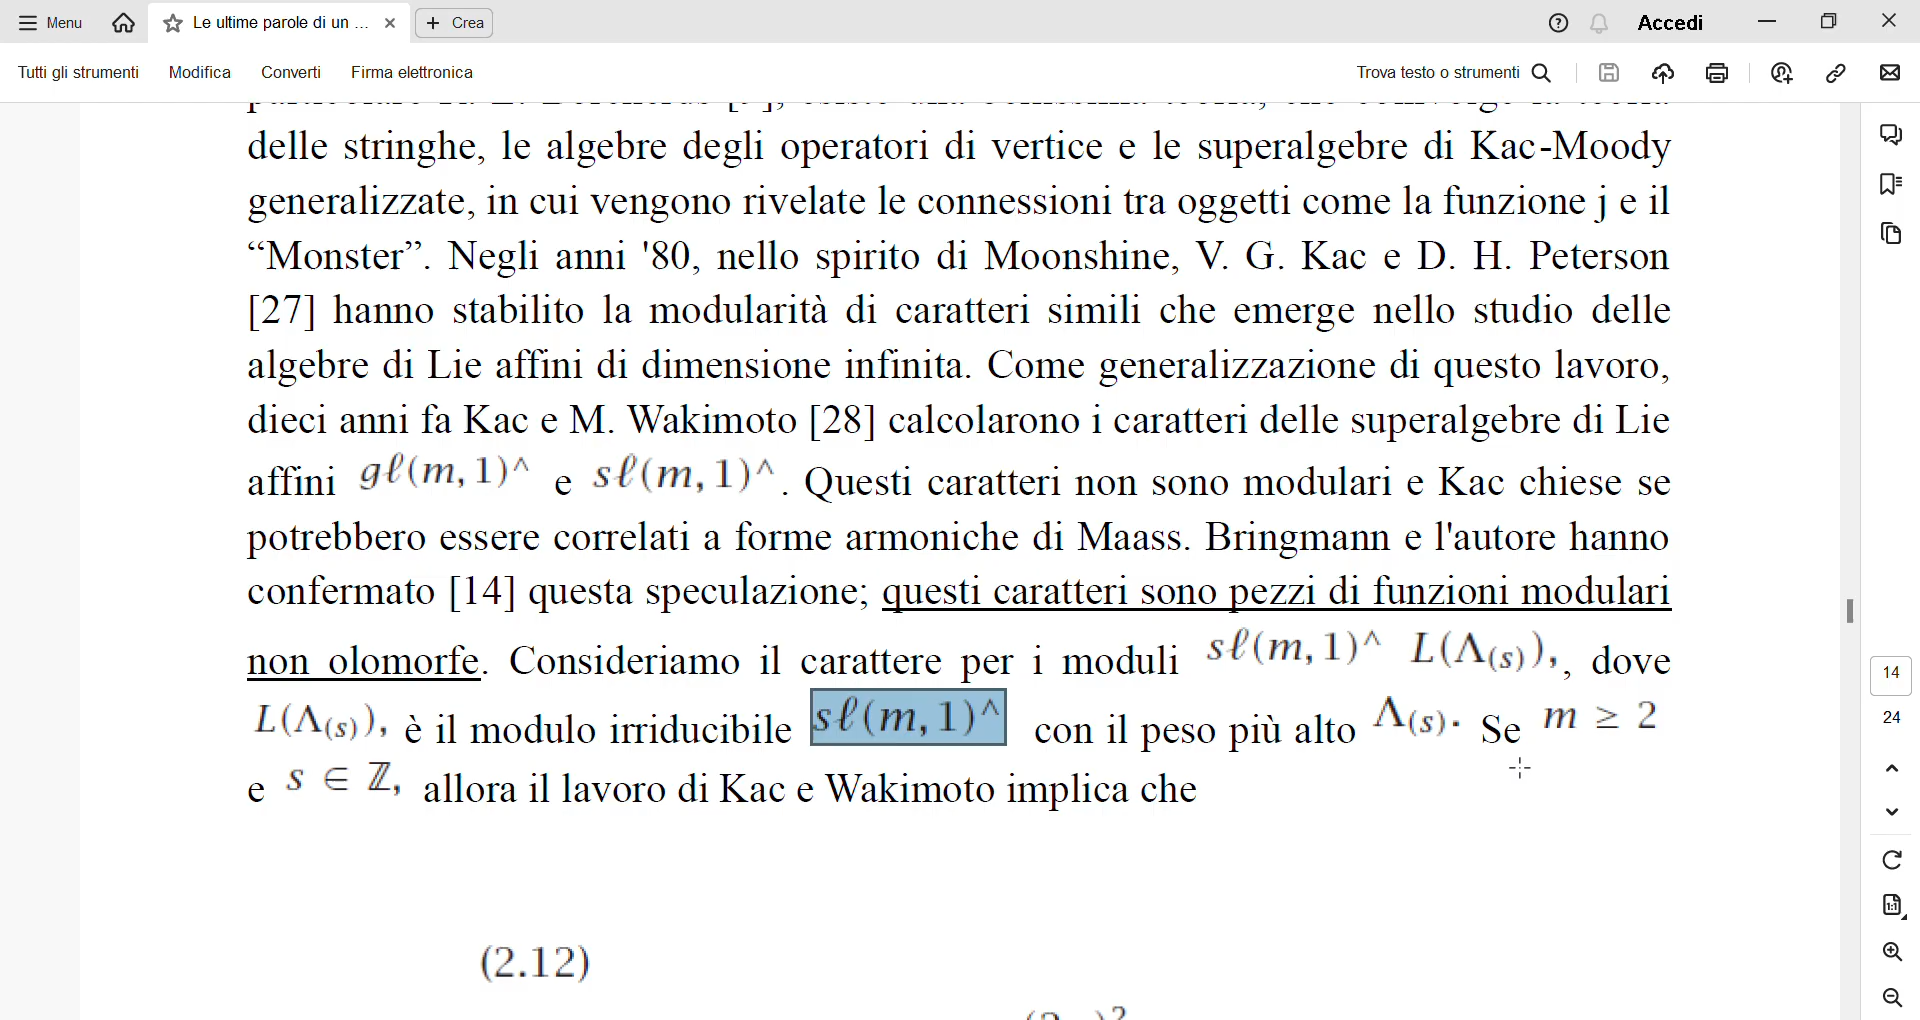 Menu
Le ultime parole di un ...
Crea
Accedi
Tutti gli strumenti
Modifica
Converti
Firma elettronica
Trova testo o strumenti
delle stringhe, le algebre degli operatori di vertice e le superalgebre di Kac-Moody
generalizzate, in cui vengono rivelate le connessioni tra oggetti come la funzione j e il
“Monster”. Negli anni '80, nello spirito di Moonshine, V. G. Kac e D. H. Peterson
[27] hanno stabilito la modularità di caratteri simili che emerge nello studio delle
algebre di Lie affini di dimensione infinita. Come generalizzazione di questo lavoro,
dieci anni fa Kac e M. Wakimoto [28] calcolarono i caratteri delle superalgebre di Lie
affini gℓ(m, 1)^ e sℓ(m, 1)^. Questi caratteri non sono modulari e Kac chiese se
potrebbero essere correlati a forme armoniche di Maass. Bringmann e l'autore hanno
confermato [14] questa speculazione; questi caratteri sono pezzi di funzioni modulari
non olomorfe. Consideriamo il carattere per i moduli sℓ(m, 1)^ L(Λ(s)),, dove
L(Λ(s)), è il modulo irriducibile sℓ(m, 1)^ con il peso più alto Λ(s). Se m ≥ 2
e s ∈ ℤ, allora il lavoro di Kac e Wakimoto implica che
(2.12)
14
24